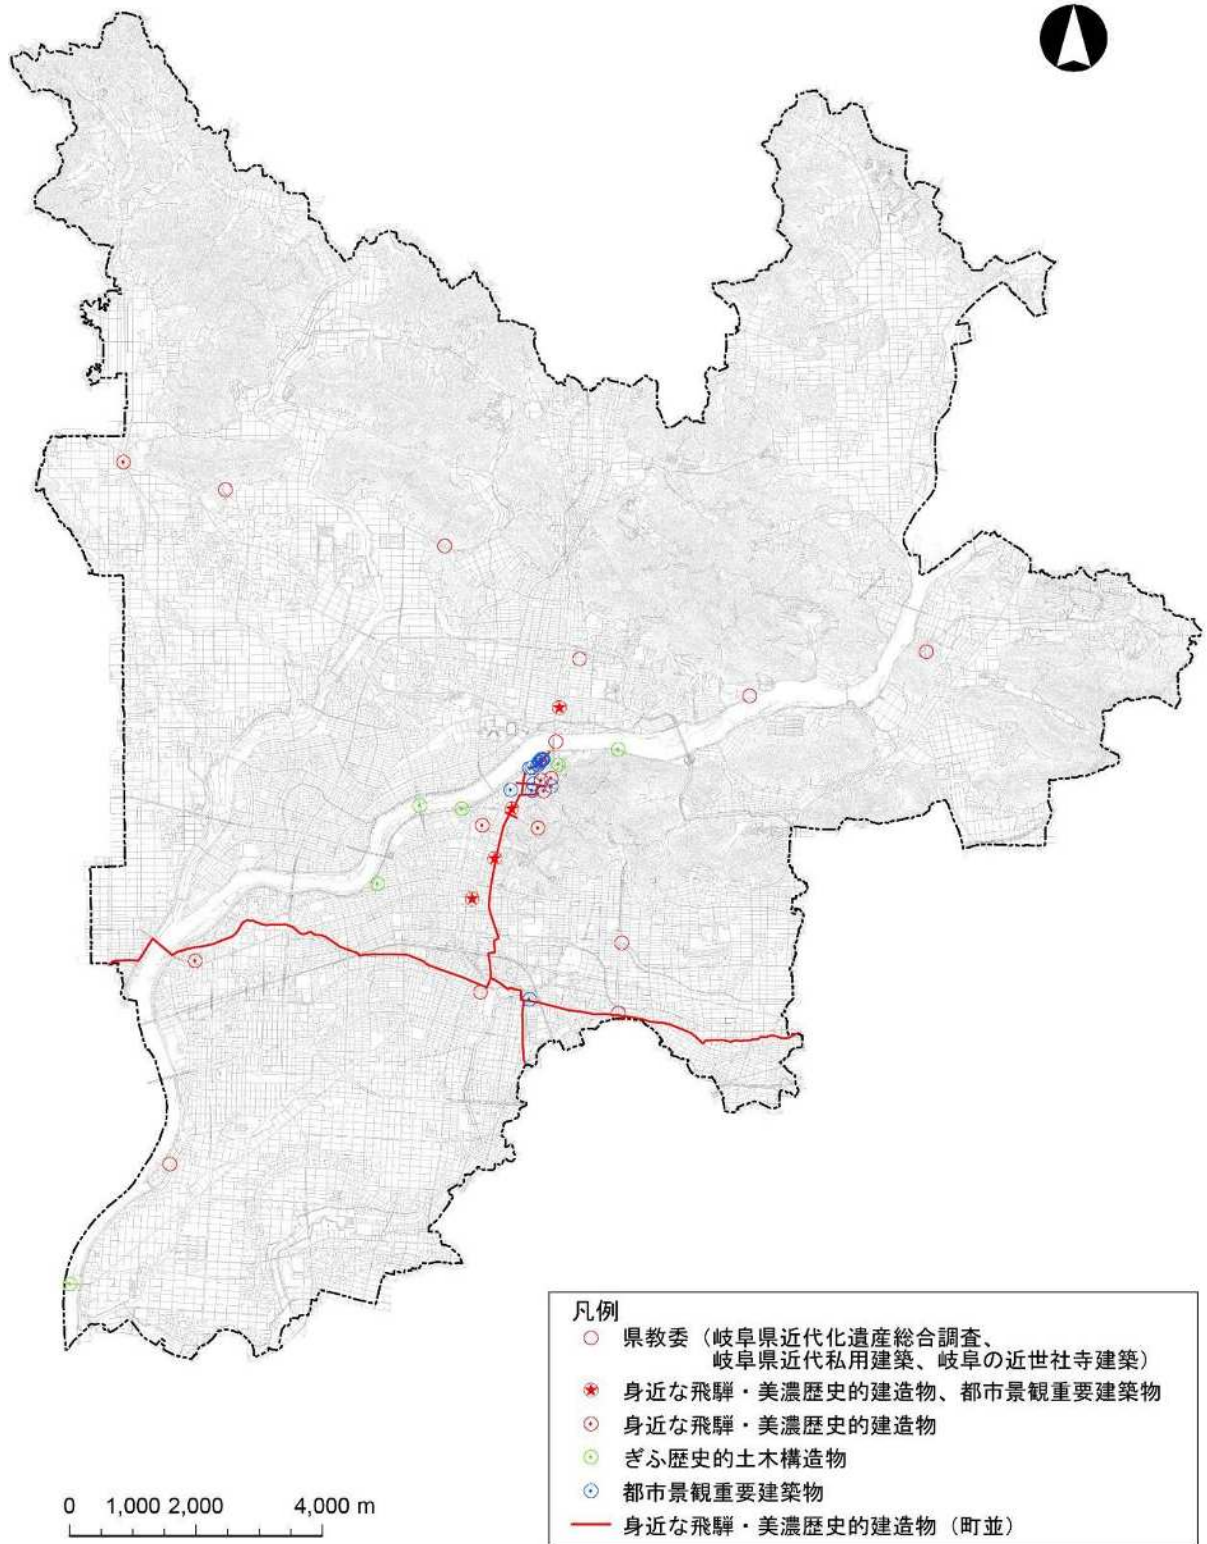 凡例
県教委（岐阜県近代化遺産総合調査、
岐阜県近代私用建築、岐阜の近世社寺建築）
身近な飛騨・美濃歴史的建造物、都市景観重要建築物
身近な飛騨・美濃歴史的建造物
ぎふ歴史的土木構造物
都市景観重要建築物
身近な飛騨・美濃歴史的建造物（町並）
0 1,000 2,000 4,000 m